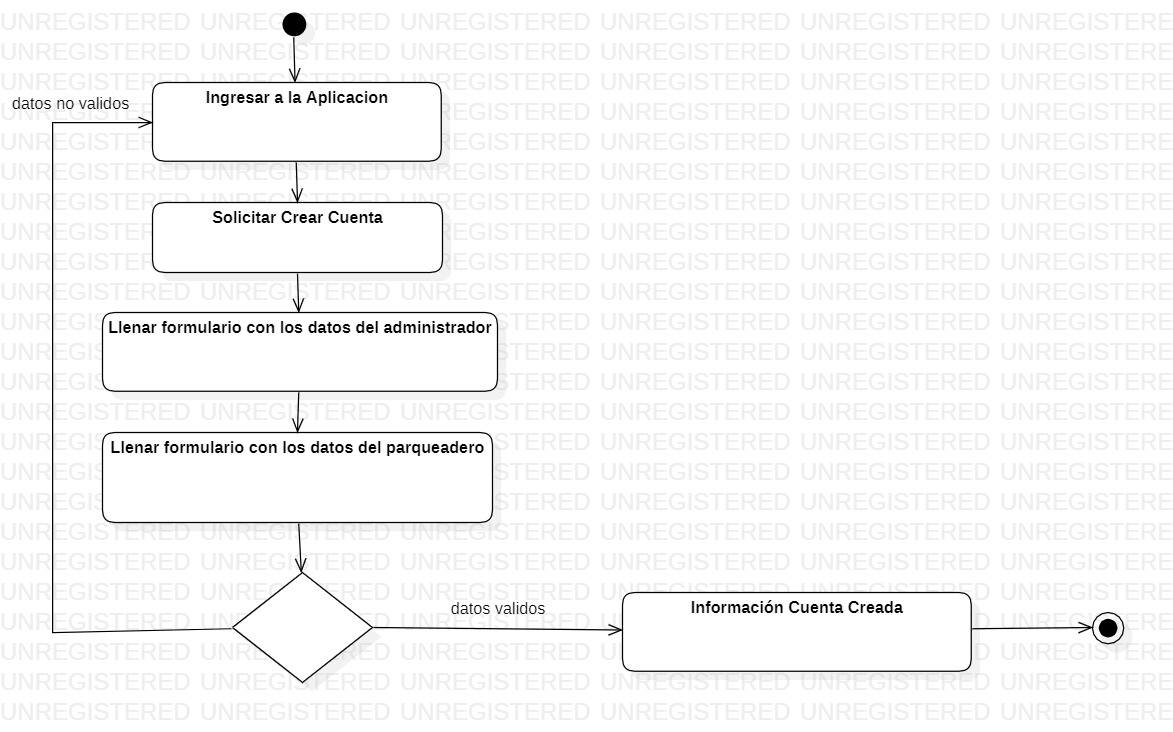 datos no validos
Ingresar a la Aplicacion
Solicitar Crear Cuenta
Llenar formulario con los datos del administrador
Llenar formulario con los datos del parqueadero
datos validos
Información Cuenta Creada
UNREGISTERED